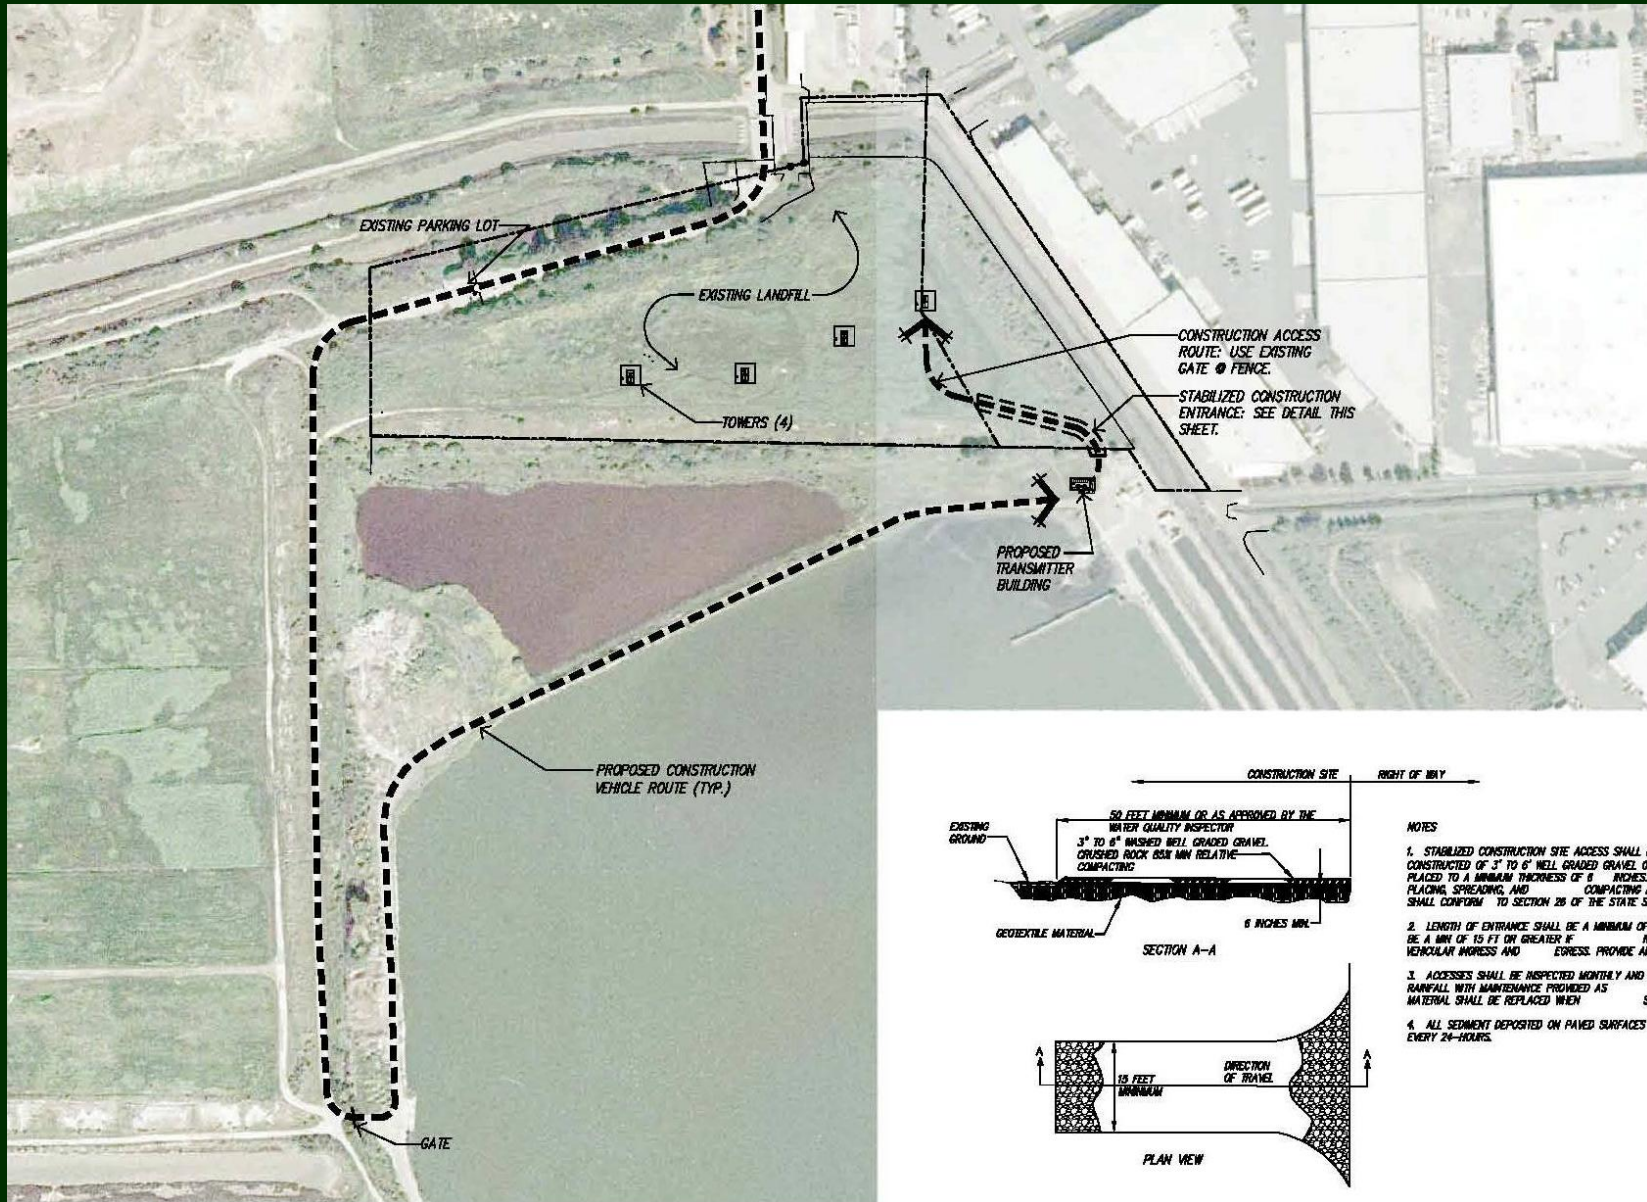 EXISTING PARKING LOT
EXISTING LANDFILL
TOWERS (4)
CONSTRUCTION ACCESS
ROUTE: USE EXISTING
GATE @ FENCE.
STABILIZED CONSTRUCTION
ENTRANCE: SEE DETAIL THIS
SHEET.
PROPOSED
TRANSMITTER
BUILDING
PROPOSED CONSTRUCTION
VEHICLE ROUTE (TYP.)
GATE
CONSTRUCTION SITE
RIGHT OF WAY
50 FEET MINIMUM OR AS APPROVED BY THE
WATER QUALITY INSPECTOR
3" TO 6" WASHED WELL GRADED GRAVEL
CRUSHED ROCK 85% MIN RELATIVE
COMPACTING
EXISTING
GROUND
GEOTEXTILE MATERIAL
6 INCHES MIN.
SECTION A-A
A
A
15 FEET
MINIMUM
DIRECTION
OF TRAVEL
PLAN VIEW
NOTES
1. STABILIZED CONSTRUCTION SITE ACCESS SHALL
CONSTRUCTED OF 3" TO 6" WELL GRADED GRAVEL
PLACED TO A MINIMUM THICKNESS OF 6 INCHES.
PLACING, SPREADING, AND COMPACTING
SHALL CONFORM TO SECTION 26 OF THE STATE
2. LENGTH OF ENTRANCE SHALL BE A MINIMUM OF
BE A MIN OF 15 FT OR GREATER IF
VEHICULAR INGRESS AND EGRESS. PROVIDE
3. ACCESSES SHALL BE INSPECTED MONTHLY AND
RAINFALL WITH MAINTENANCE PROVIDED AS
MATERIAL SHALL BE REPLACED WHEN
4. ALL SEDIMENT DEPOSITED ON PAVED SURFACES
EVERY 24-HOURS.